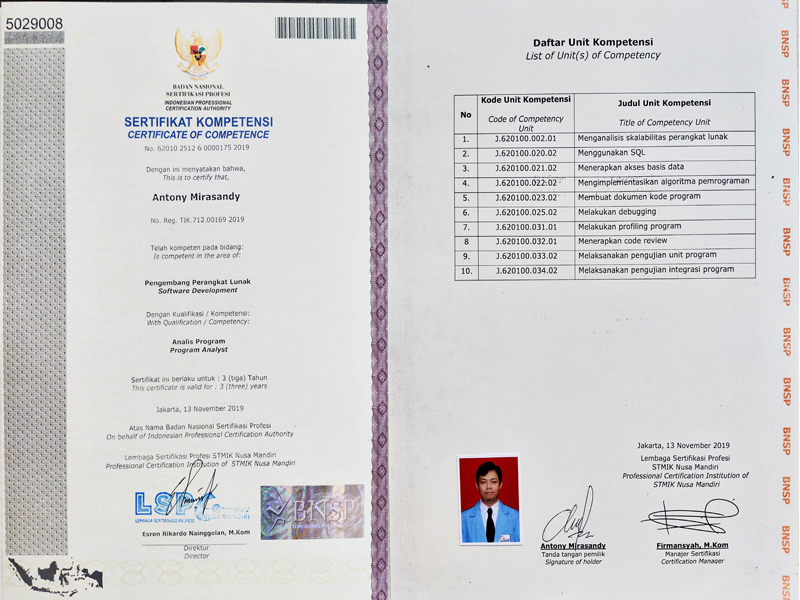 5029008
BADAN NASIONAL
SERTIFIKASI PROFESI
INDONESIAN PROFESSIONAL
CERTIFICATION AUTHORITY
SERTIFIKAT KOMPETENSI
CERTIFICATE OF COMPETENCE
No. 62010 2512 6 0000175 2019
Dengan ini menyatakan bahwa,
This is to certify that,
Antony Mirasandy
No. Reg. TIK.712.00169 2019
Telah kompeten pada bidang:
Is competent in the area of:
Pengembang Perangkat Lunak
Software Development
Dengan Kualifikasi / Kompetensi:
With Qualification / Competency:
Analis Program
Program Analyst
Sertifikat ini berlaku untuk : 3 (tiga) Tahun
This certificate is valid for : 3 (three) years
Jakarta, 13 November 2019
Atas Nama Badan Nasional Sertifikasi Profesi
On behalf of Indonesian Professional Certification Authority
Lembaga Sertifikasi Profesi STMIK Nusa Mandiri
Professional Certification Institution of STMIK Nusa Mandiri
LSP
LEMBAGA SERTIFIKASI PROFESI
BNSP
Esron Rikardo Nainggolan, M.Kom
Direktur
Director
Daftar Unit Kompetensi
List of Unit(s) of Competency
No Kode Unit Kompetensi Code of Competency Unit Judul Unit Kompetensi Title of Competency Unit
1. J.620100.002.01 Menganalisis skalabilitas perangkat lunak
2. J.620100.020.02 Menggunakan SQL
3. J.620100.021.02 Menerapkan akses basis data
4. J.620100.022.02 Mengimplementasikan algoritma pemrograman
5. J.620100.023.02 Membuat dokumen kode program
6. J.620100.025.02 Melakukan debugging
7. J.620100.031.01 Melakukan profiling program
8 J.620100.032.01 Menerapkan code review
9. J.620100.033.02 Melaksanakan pengujian unit program
10. J.620100.034.02 Melaksanakan pengujian integrasi program
Jakarta, 13 November 2019
Lembaga Sertifikasi Profesi
STMIK Nusa Mandiri
Professional Certification Institution of
STMIK Nusa Mandiri
Antony Mirasandy
Tanda tangan pemilik
Signature of holder
Firmansyah, M.Kom
Manajer Sertifikasi
Certification Manager
BNSP
BNSP
BNSP
BNSP
BNSP
BNSP
BNSP
BNSP
BNSP
BNSP
BNSP